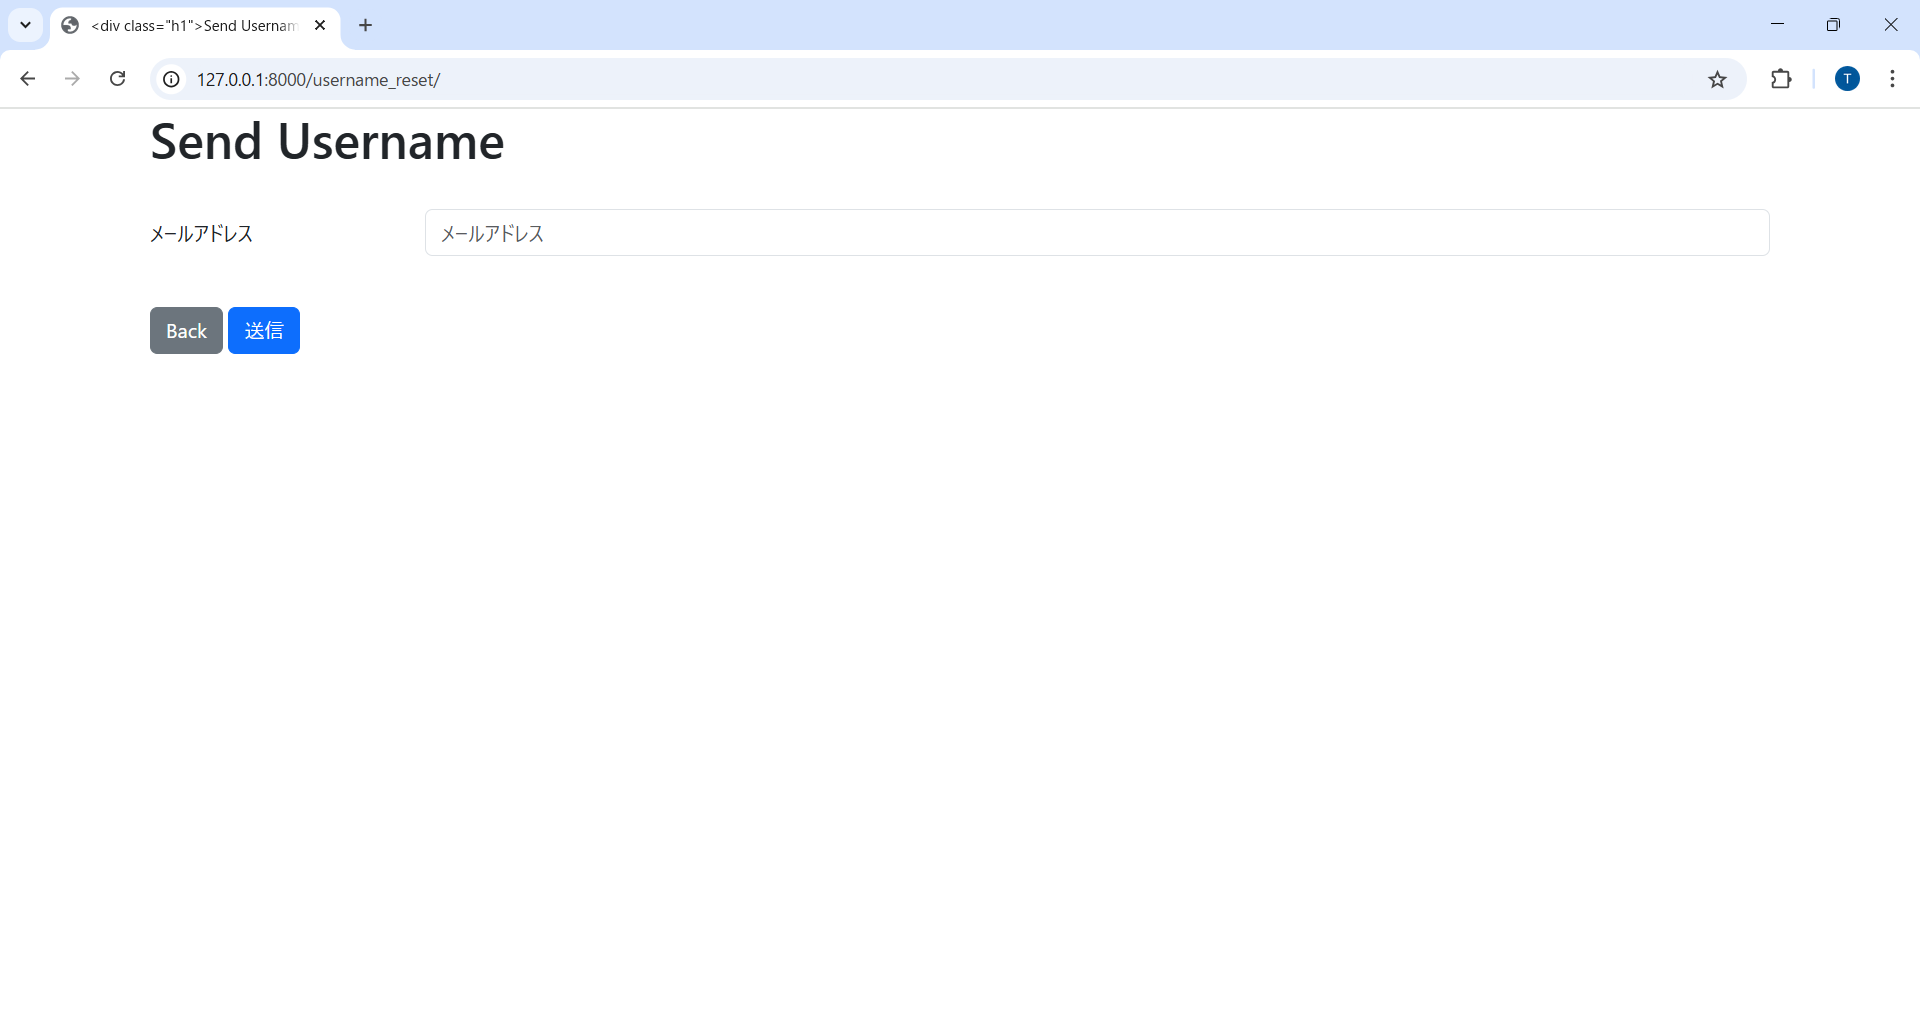 <div class="h1">Send Usernam
127.0.0.1:8000/username_reset/
T
Send Username
メールアドレス
メールアドレス
Back 送信